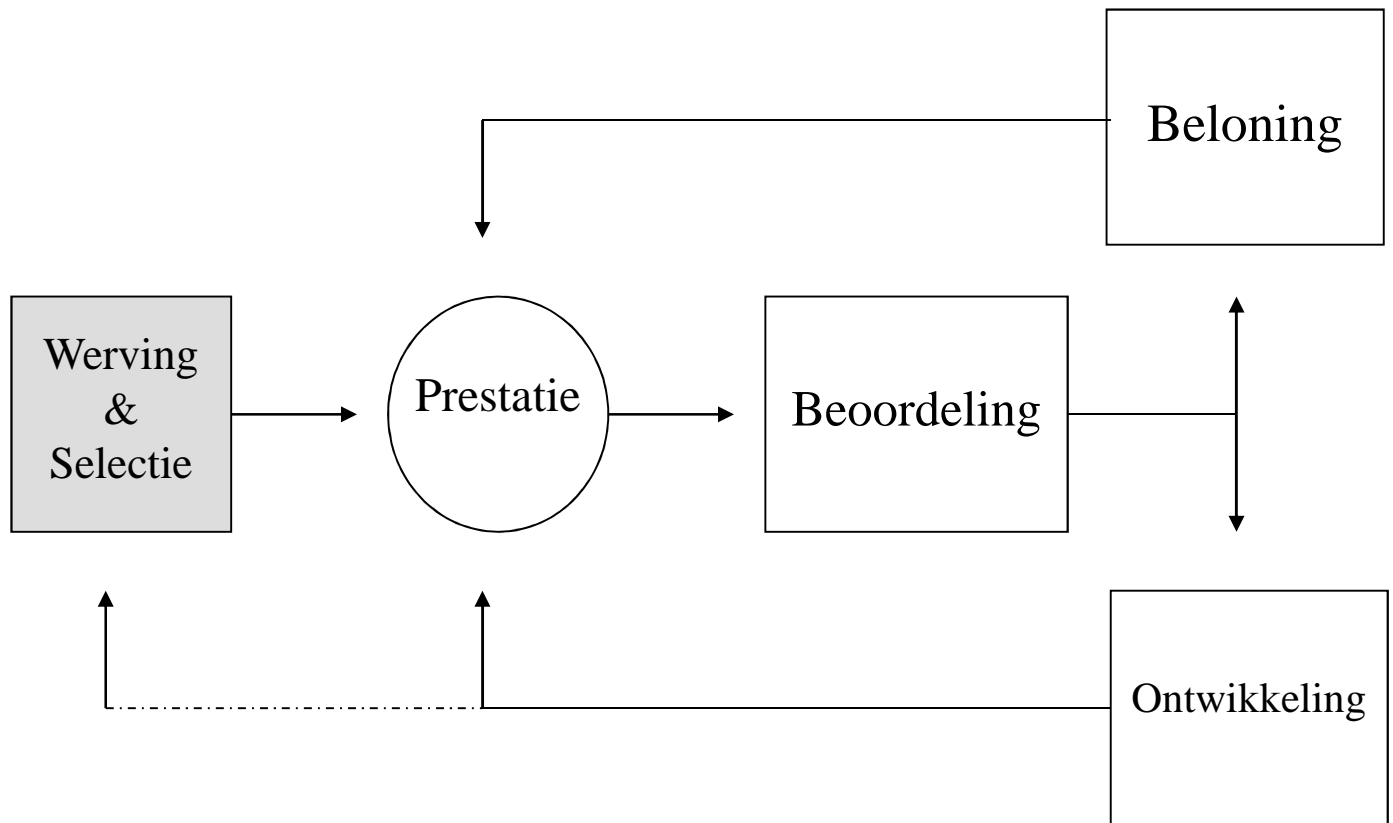 Beloning
Werving
&
Selectie
Prestatie
Beoordeling
Ontwikkeling